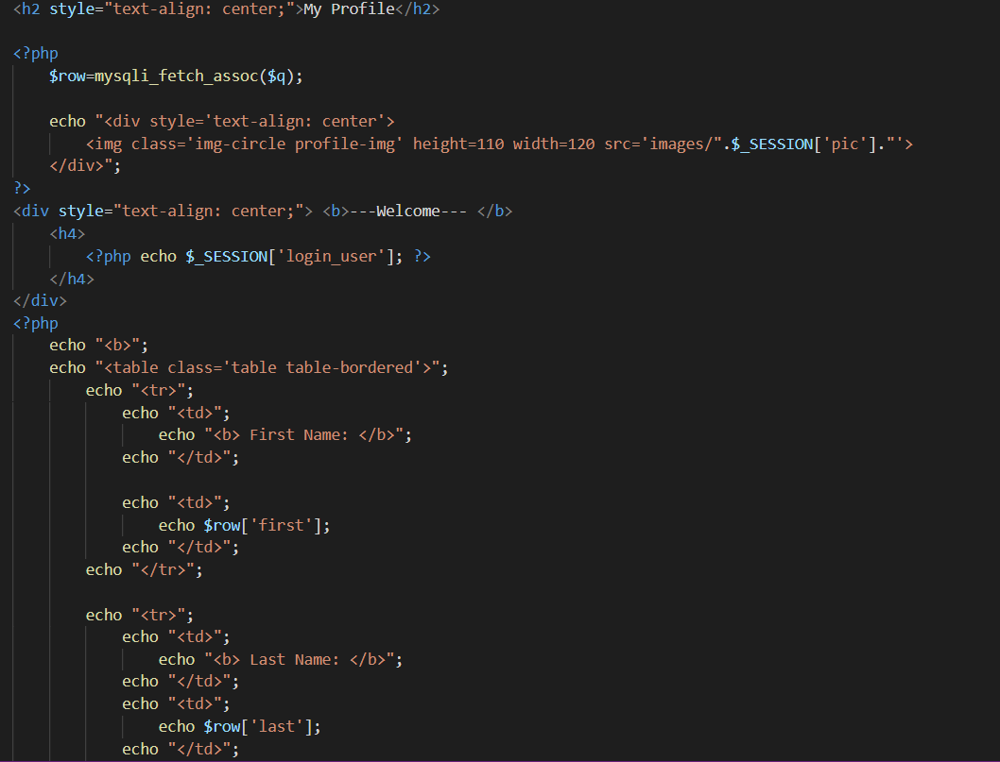 <h2 style="text-align: center;">My Profile</h2>

<?php
    $row=mysqli_fetch_assoc($q);

    echo "<div style='text-align: center'>
        <img class='img-circle profile-img' height=110 width=120 src='images/".$_SESSION['pic']."'>
    </div>";
?>
<div style="text-align: center;"> <b>---Welcome--- </b>
    <h4>
        <?php echo $_SESSION['login_user']; ?>
    </h4>
</div>
<?php
    echo "<b>";
    echo "<table class='table table-bordered'>";
        echo "<tr>";
            echo "<td>";
                echo "<b> First Name: </b>";
            echo "</td>";

            echo "<td>";
                echo $row['first'];
            echo "</td>";
        echo "</tr>";

        echo "<tr>";
            echo "<td>";
                echo "<b> Last Name: </b>";
            echo "</td>";
            echo "<td>";
                echo $row['last'];
            echo "</td>";